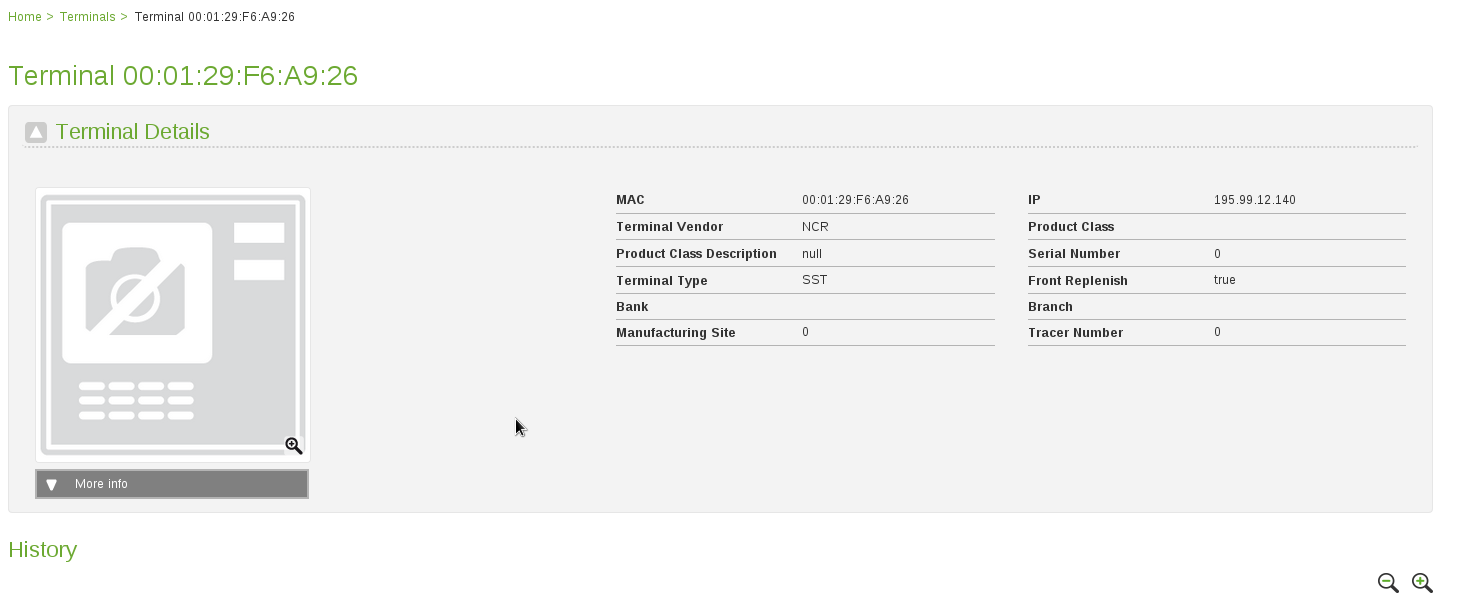 Home > Terminals > Terminal 00:01:29:F6:A9:26
Terminal 00:01:29:F6:A9:26
Terminal Details
MAC 00:01:29:F6:A9:26 IP 195.99.12.140
Terminal Vendor NCR Product Class
Product Class Description null Serial Number 0
Terminal Type SST Front Replenish true
Bank Branch
Manufacturing Site 0 Tracer Number 0
More info
History